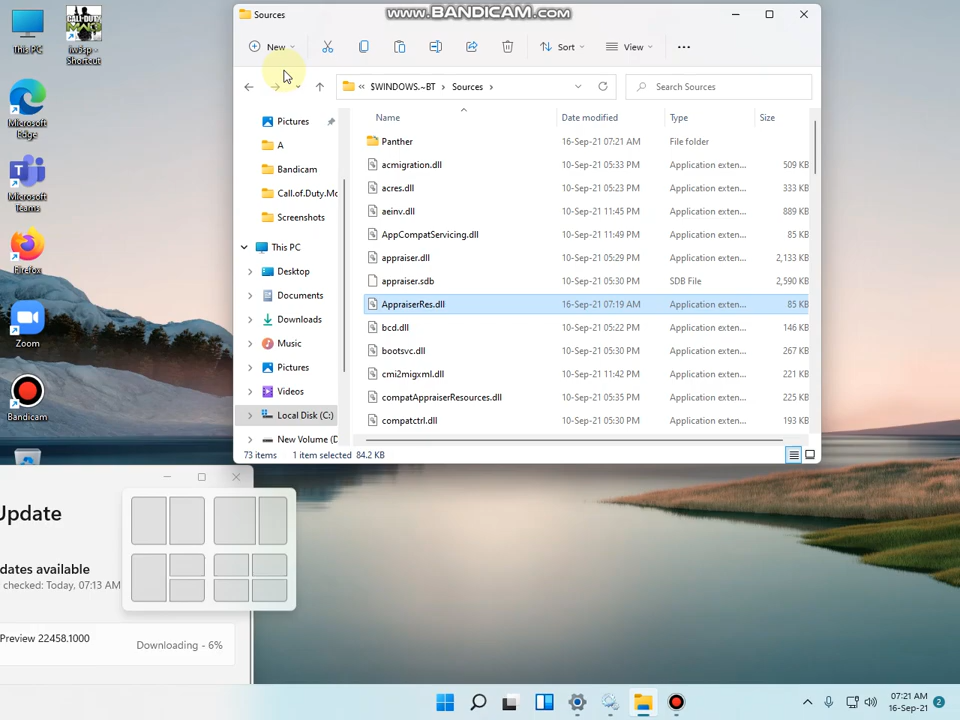 This PC
iw5sp -
Shortcut
Microsoft
Edge
Microsoft
Teams
Firefox
Zoom
Bandicam
Sources
WWW.BANDICAM.COM
New
Sort
View
« $WINDOWS.~BT > Sources >
Search Sources
Name
Date modified
Type
Size
Pictures
A
Bandicam
Call.of.Duty.Mo
Screenshots
This PC
Desktop
Documents
Downloads
Music
Pictures
Videos
Local Disk (C:)
New Volume (D
Panther 16-Sep-21 07:21 AM File folder
acmigration.dll 10-Sep-21 05:33 PM Application exten... 509 KB
acres.dll 10-Sep-21 05:23 PM Application exten... 333 KB
aeinv.dll 10-Sep-21 11:45 PM Application exten... 889 KB
AppCompatServicing.dll 10-Sep-21 11:49 PM Application exten... 85 KB
appraiser.dll 10-Sep-21 05:29 PM Application exten... 2,133 KB
appraiser.sdb 10-Sep-21 05:30 PM SDB File 2,590 KB
AppraiserRes.dll 16-Sep-21 07:19 AM Application exten... 85 KB
bcd.dll 10-Sep-21 05:22 PM Application exten... 146 KB
bootsvc.dll 10-Sep-21 05:30 PM Application exten... 267 KB
cmi2migxml.dll 10-Sep-21 11:42 PM Application exten... 221 KB
compatAppraiserResources.dll 10-Sep-21 05:35 PM Application exten... 225 KB
compatctrl.dll 10-Sep-21 05:30 PM Application exten... 193 KB
73 items 1 item selected 84.2 KB
Update
dates available
checked: Today, 07:13 AM
Preview 22458.1000
Downloading - 6%
07:21 AM
16-Sep-21
2